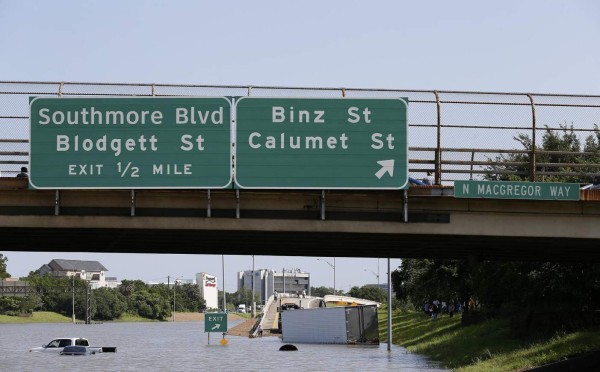 Southmore Blvd
Blodgett St
EXIT 1/2 MILE
Binz St
Calumet St
N MACGREGOR WAY
EXIT